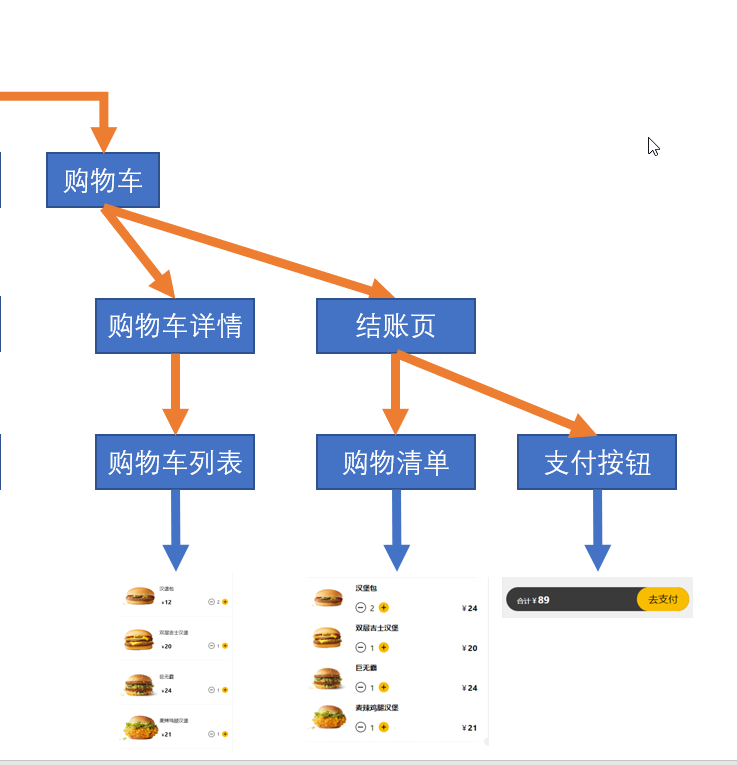 购物车
购物车详情
结账页
购物车列表
购物清单
支付按钮
汉堡包
¥12
2
双层吉士汉堡
¥20
1
巨无霸
¥24
1
麦辣鸡腿汉堡
¥21
1
汉堡包
2
¥24
双层吉士汉堡
1
¥20
巨无霸
1
¥24
麦辣鸡腿汉堡
1
¥21
合计¥89
去支付